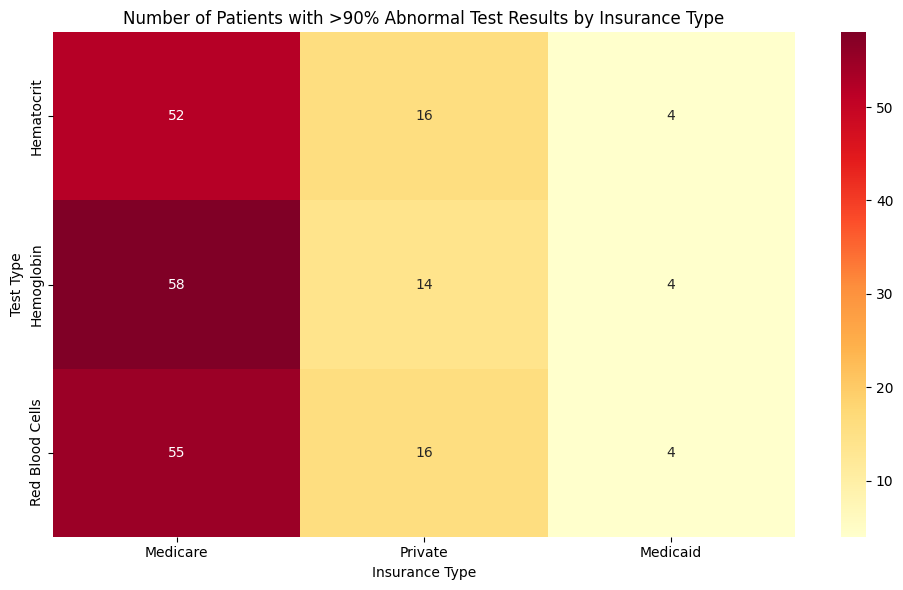 Number of Patients with >90% Abnormal Test Results by Insurance Type
Test Type
Hematocrit
52 16 4
Hemoglobin
58 14 4
Red Blood Cells
55 16 4
Medicare Private Medicaid
Insurance Type
50
40
30
20
10